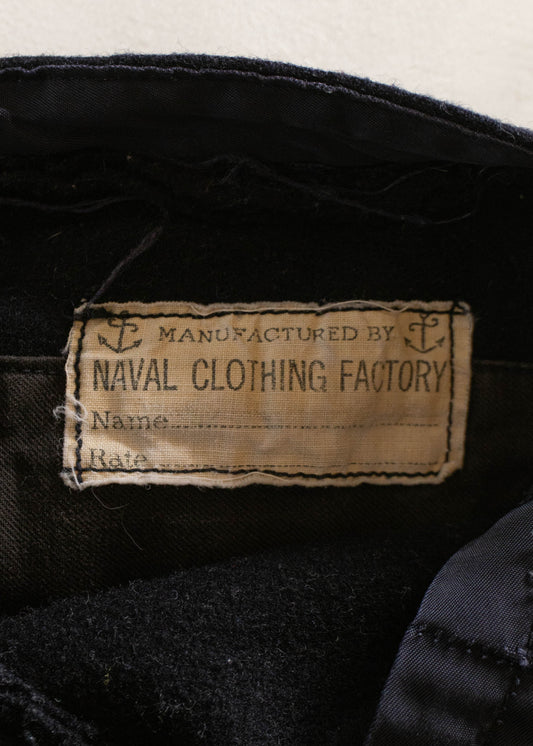 MANUFACTURED BY
NAVAL CLOTHING FACTORY
Name
Rate